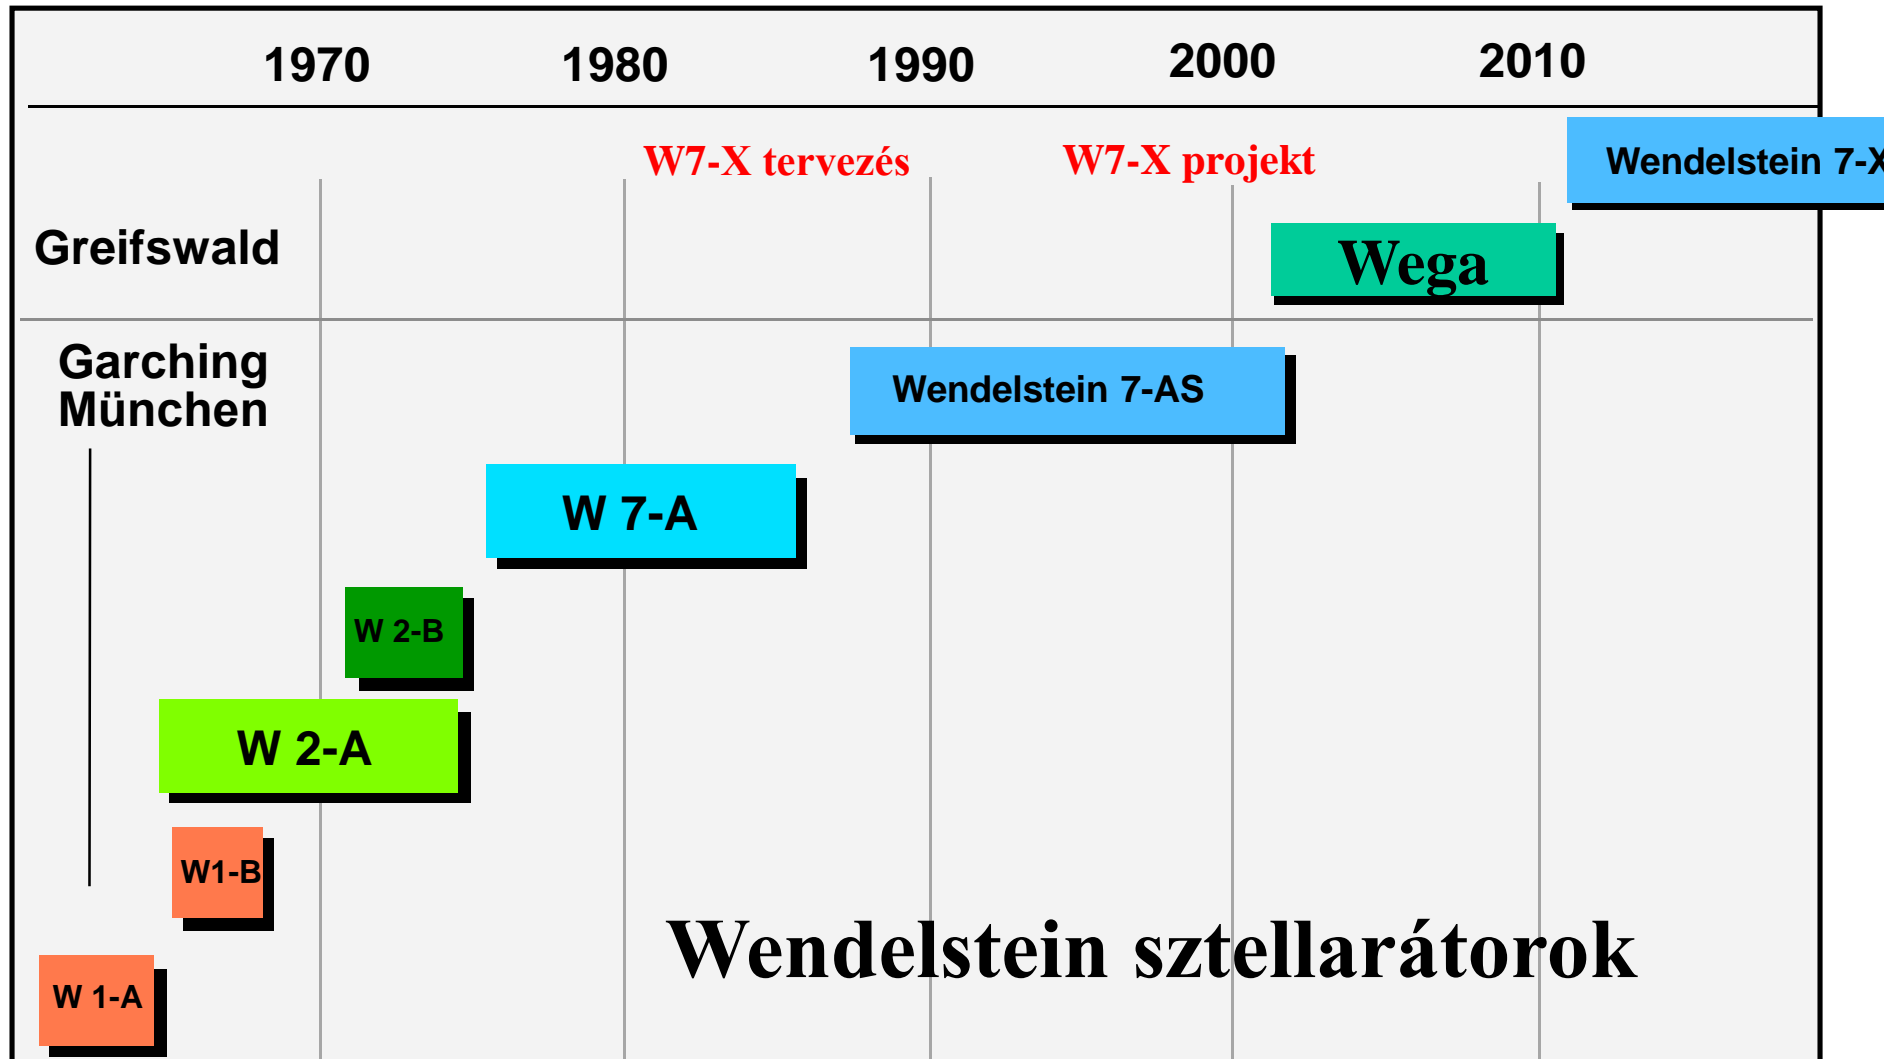 1970 1980 1990 2000 2010
W7-X tervezés W7-X projekt
Wendelstein 7-X
Greifswald
Wega
Garching
München
Wendelstein 7-AS
W 7-A
W 2-B
W 2-A
W1-B
Wendelstein sztellarátorok
W 1-A